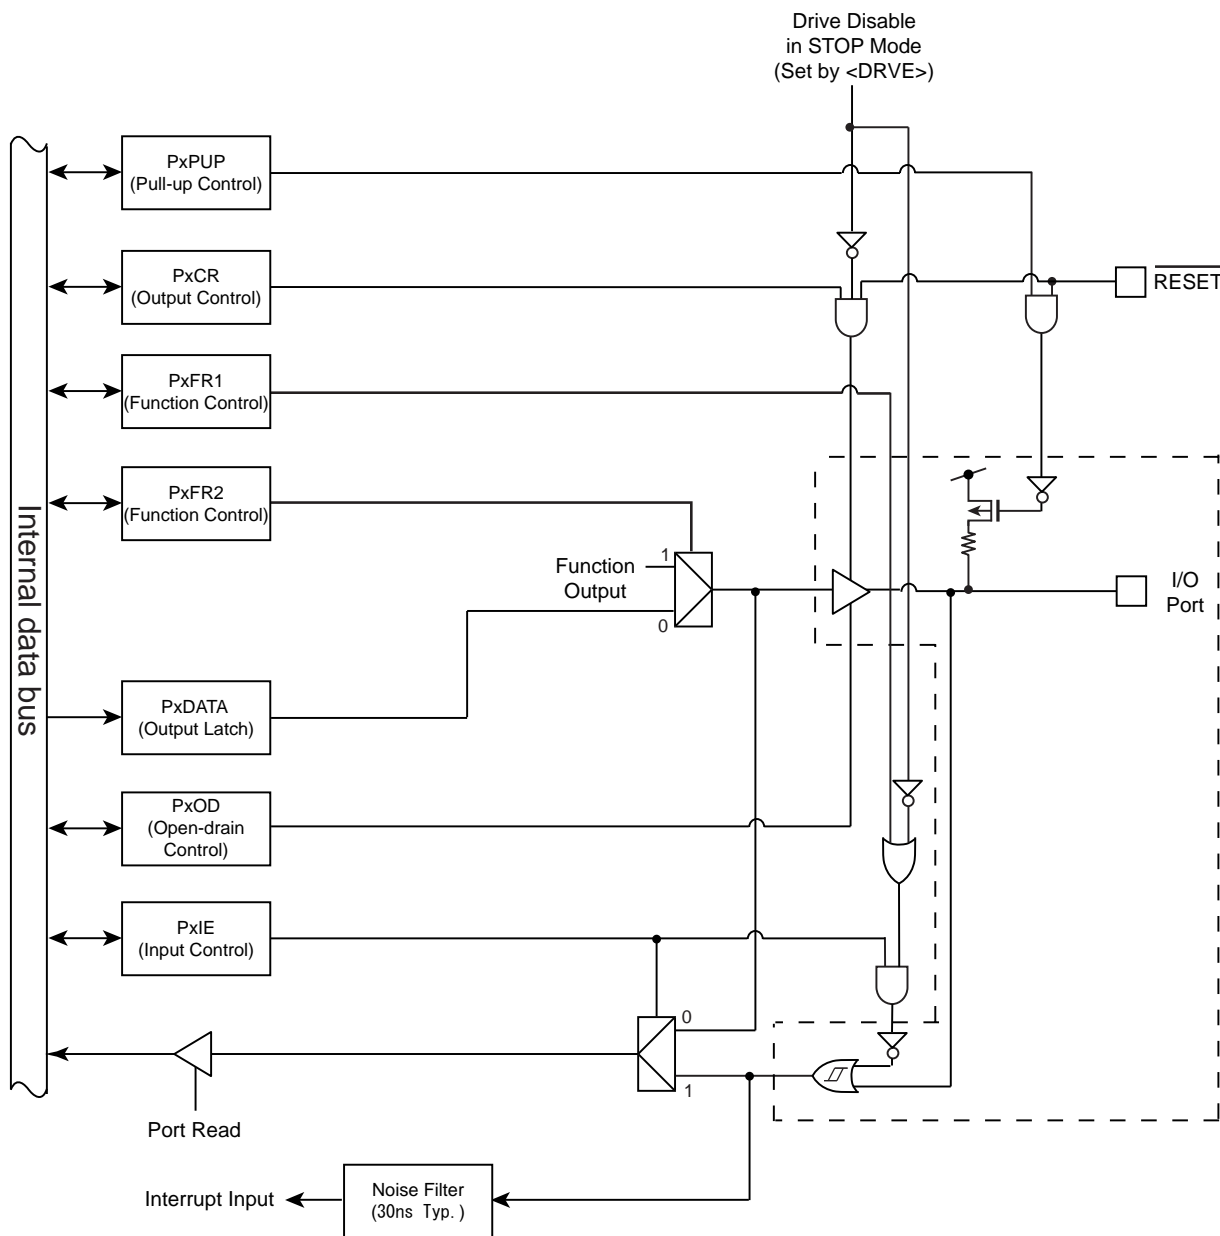 Drive Disable
in STOP Mode
(Set by <DRVE>)
PxPUP
(Pull-up Control)
PxCR
(Output Control)
RESET
PxFR1
(Function Control)
PxFR2
(Function Control)
Internal data bus
1
Function
Output
0
I/O
Port
PxDATA
(Output Latch)
PxOD
(Open-drain
Control)
PxIE
(Input Control)
0
1
Port Read
Interrupt Input
Noise Filter
(30ns Typ.)